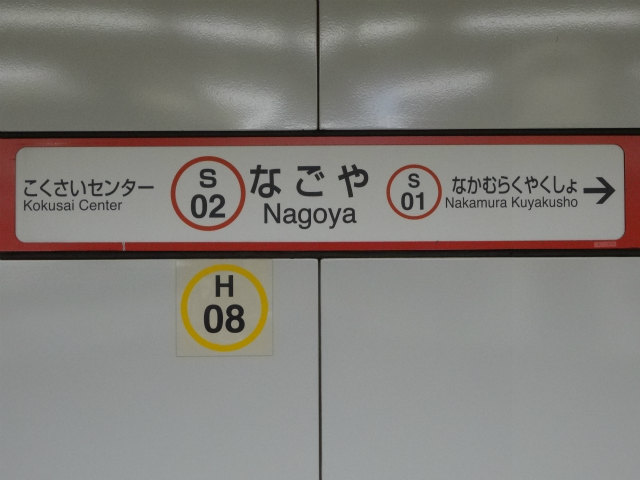 こくさいセンター
Kokusai Center
S
02
なごや
Nagoya
S
01
なかむらくやくしょ
Nakamura Kuyakusho
→
H
08